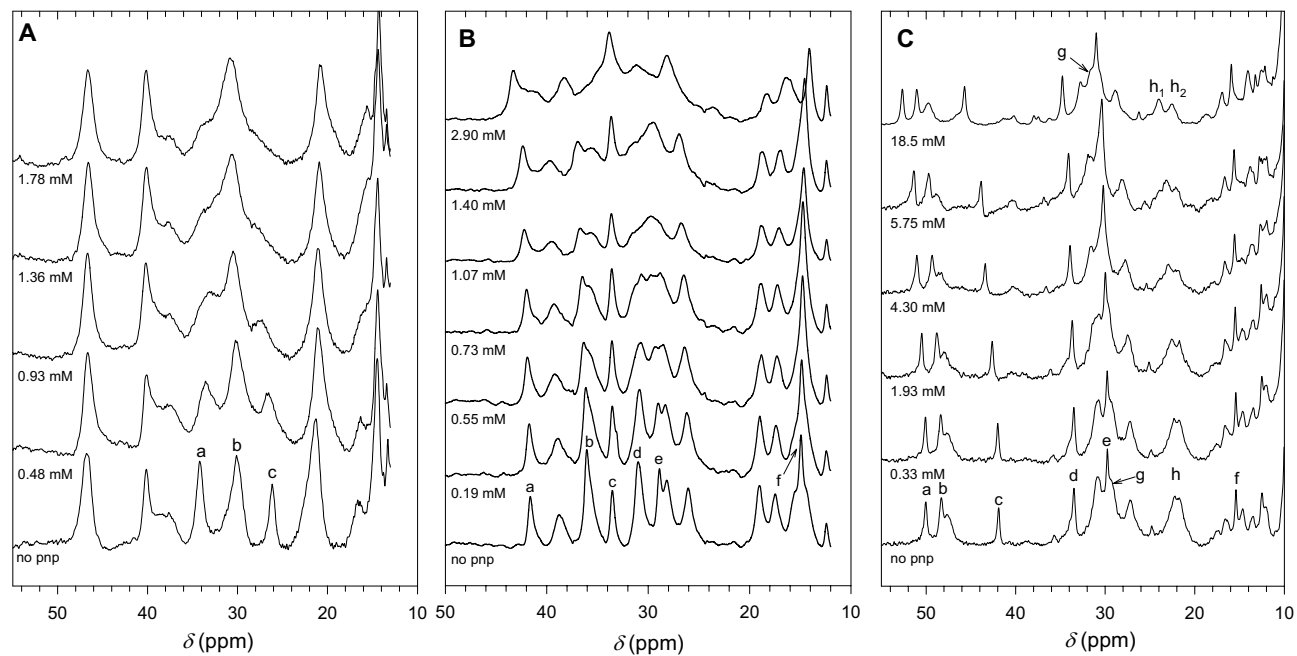 A
1.78 mM
1.36 mM
0.93 mM
0.48 mM
a
b
c
no pnp
50 40 30 20 10
δ (ppm)
B
2.90 mM
1.40 mM
1.07 mM
0.73 mM
0.55 mM
0.19 mM
a
b
c
d
e
f
no pnp
50 40 30 20 10
δ (ppm)
C
g
h1 h2
18.5 mM
5.75 mM
4.30 mM
1.93 mM
0.33 mM
a
b
c
d
e
g
h
f
no pnp
50 40 30 20 10
δ (ppm)